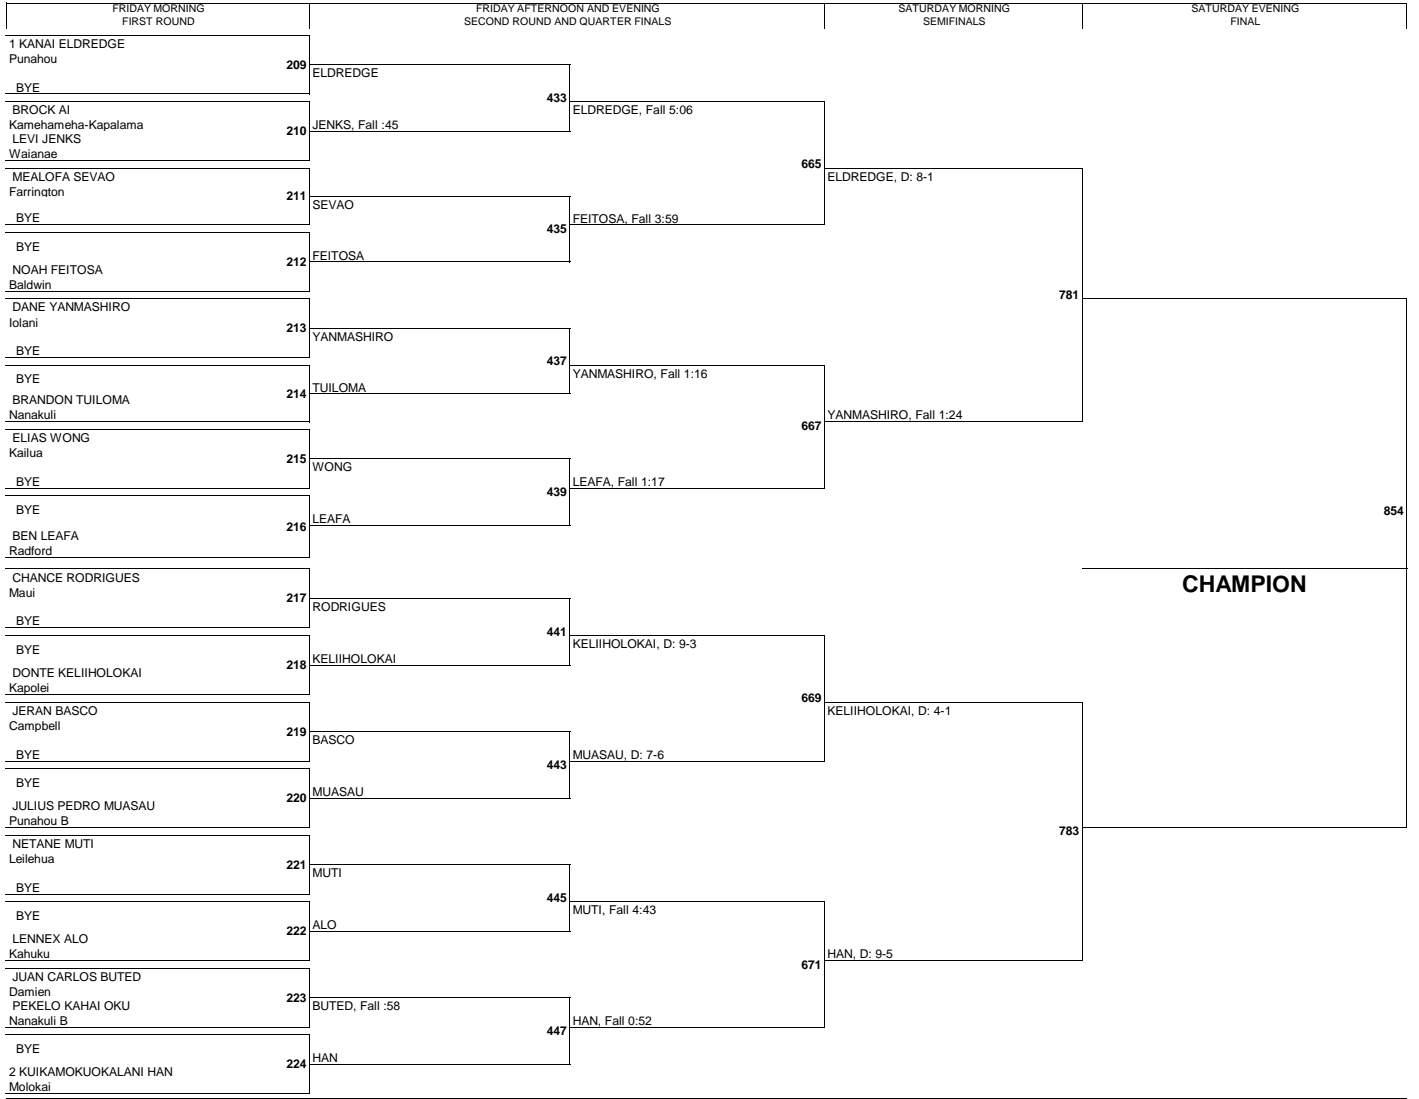 FRIDAY MORNING
FIRST ROUND
FRIDAY AFTERNOON AND EVENING
SECOND ROUND AND QUARTER FINALS
SATURDAY MORNING
SEMIFINALS
SATURDAY EVENING
FINAL
1 KANAI ELDREDGE
Punahou
209
BYE
BROCK AI
Kamehameha-Kapalama
210
LEVI JENKS
Waianae
MEALOFA SEVAO
Farrington
211
BYE
BYE
212
NOAH FEITOSA
Baldwin
DANE YANMASHIRO
Iolani
213
BYE
BYE
214
BRANDON TUILOMA
Nanakuli
ELIAS WONG
Kailua
215
BYE
BYE
216
BEN LEAFA
Radford
CHANCE RODRIGUES
Maui
217
BYE
BYE
218
DONTE KELIIHOLOKAI
Kapolei
JERAN BASCO
Campbell
219
BYE
BYE
220
JULIUS PEDRO MUASAU
Punahou B
NETANE MUTI
Leilehua
221
BYE
BYE
222
LENNEX ALO
Kahuku
JUAN CARLOS BUTED
Damien
223
PEKELO KAHAI OKU
Nanakuli B
BYE
224
2 KUIKAMOKUOKALANI HAN
Molokai
ELDREDGE
433
JENKS, Fall :45
SEVAO
435
FEITOSA
YANMASHIRO
437
TUILOMA
WONG
439
LEAFA
RODRIGUES
441
KELIIHOLOKAI
BASCO
443
MUASAU
MUTI
445
ALO
BUTED, Fall :58
447
HAN
ELDREDGE, Fall 5:06
665
FEITOSA, Fall 3:59
YANMASHIRO, Fall 1:16
667
LEAFA, Fall 1:17
KELIIHOLOKAI, D: 9-3
669
MUASAU, D: 7-6
MUTI, Fall 4:43
671
HAN, Fall 0:52
ELDREDGE, D: 8-1
781
YANMASHIRO, Fall 1:24
KELIIHOLOKAI, D: 4-1
783
HAN, D: 9-5
854
CHAMPION